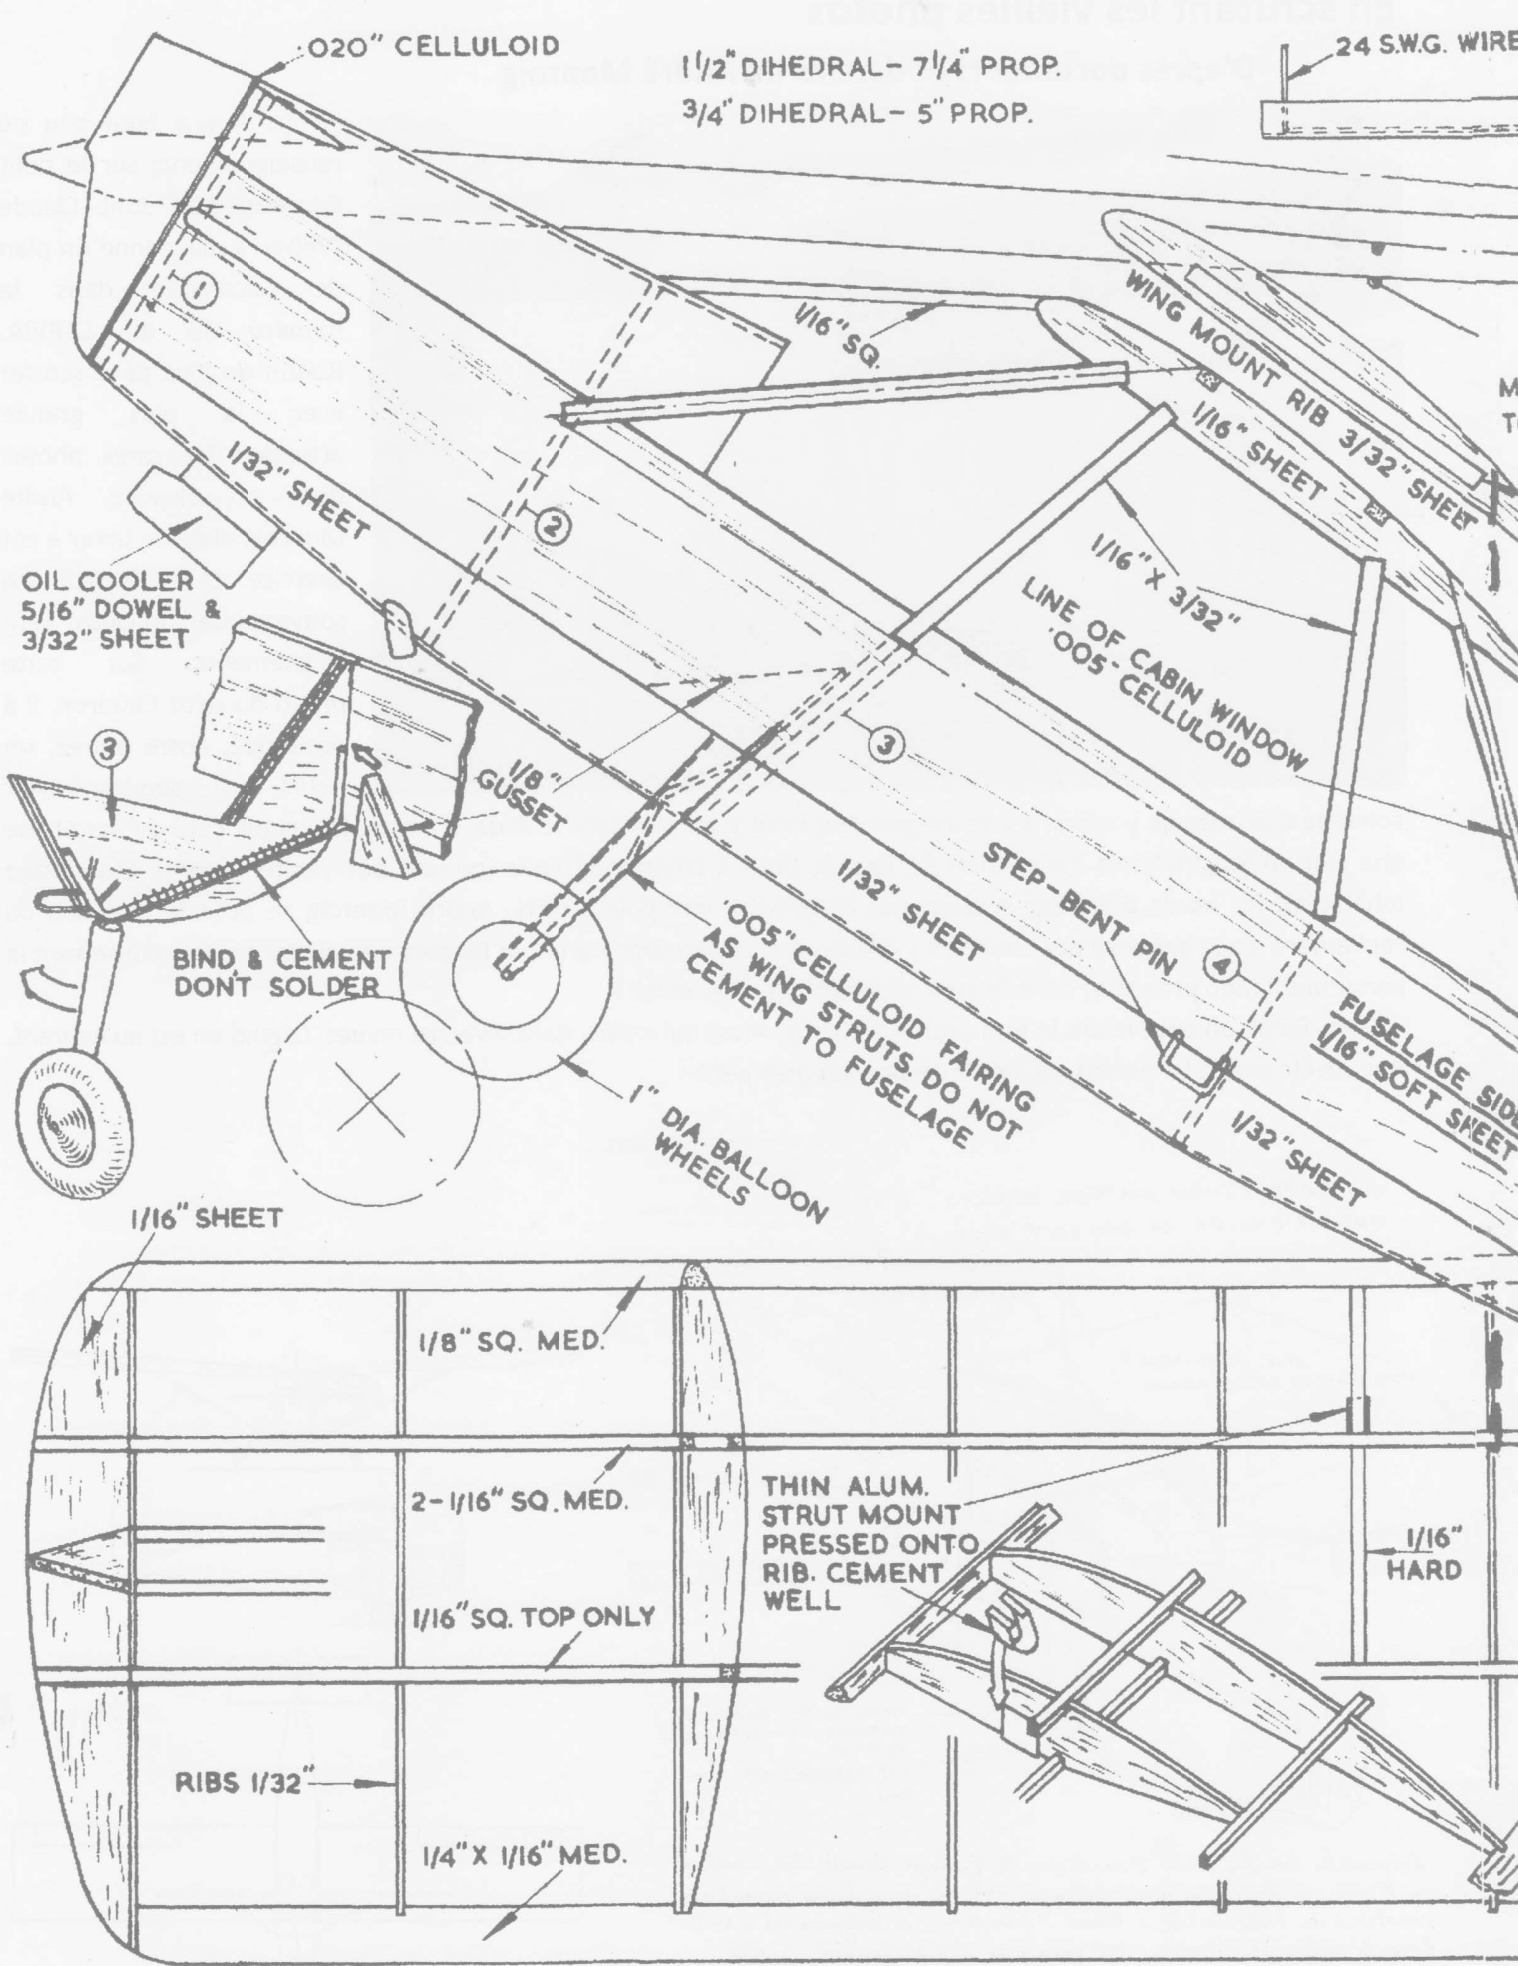 .020" CELLULOID
1 1/2" DIHEDRAL - 7 1/4" PROP.
3/4" DIHEDRAL - 5" PROP.
24 S.W.G. WIRE
1/16" SQ.
WING MOUNT RIB 3/32" SHEET
1/16" SHEET
1
1/32" SHEET
2
OIL COOLER
5/16" DOWEL &
3/32" SHEET
1/16" X 3/32"
LINE OF CABIN WINDOW
.005 - CELLULOID
3
1/8"
GUSSET
3
BIND & CEMENT
DONT SOLDER
1/32" SHEET
STEP-BENT PIN
4
.005" CELLULOID FAIRING
AS WING STRUTS. DO NOT
CEMENT TO FUSELAGE
FUSELAGE SIDE
1/16" SOFT SHEET
1" DIA. BALLOON
WHEELS
1/32" SHEET
1/16" SHEET
1/8" SQ. MED.
2-1/16" SQ. MED.
THIN ALUM.
STRUT MOUNT
PRESSED ONTO
RIB. CEMENT
WELL
1/16"
HARD
1/16" SQ. TOP ONLY
RIBS 1/32"
1/4" X 1/16" MED.